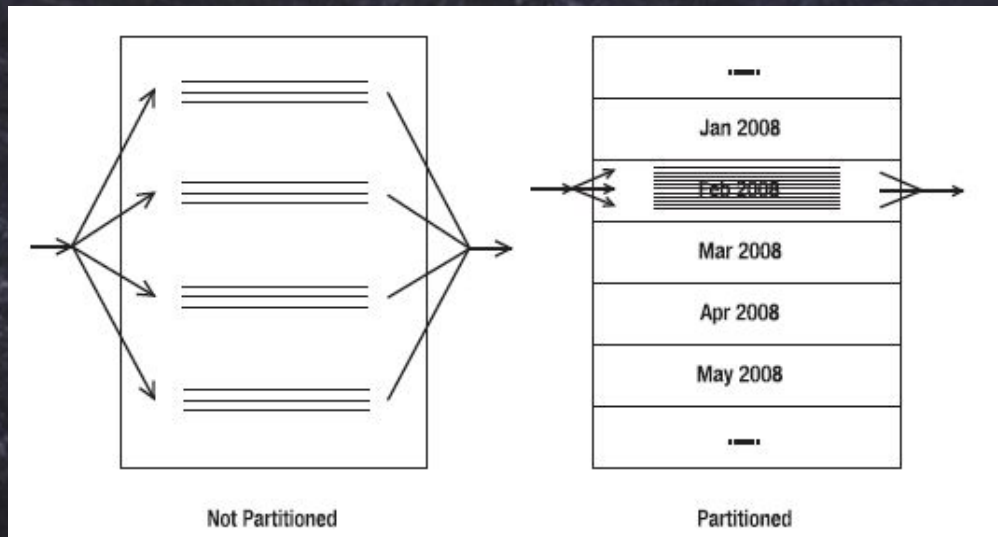 Jan 2008
Feb 2008
Mar 2008
Apr 2008
May 2008
Not Partitioned
Partitioned